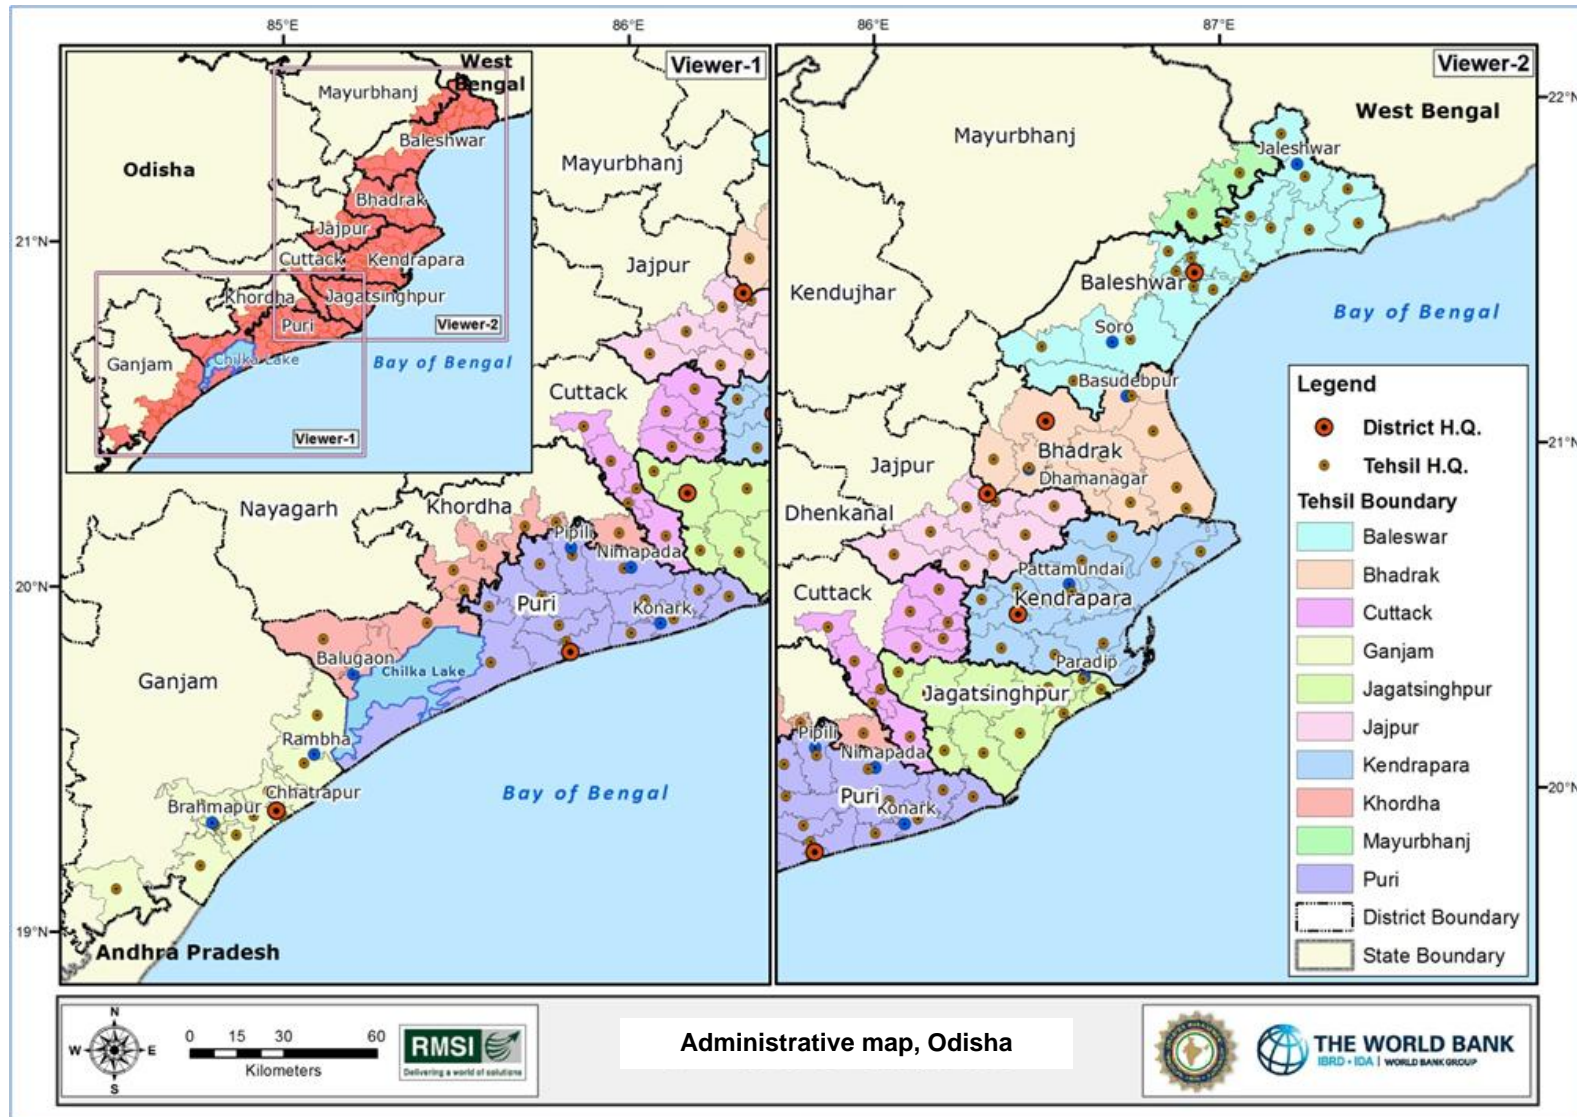 85°E
86°E
86°E
87°E
21°N
20°N
19°N
22°N
21°N
20°N
Viewer-1
West
Bengal
Mayurbhanj
Baleshwar
Odisha
Bhadrak
Jajpur
Cuttack
Kendrapara
Khordha
Jagatsinghpur
Puri
Viewer-2
Ganjam
Chilka Lake
Bay of Bengal
Viewer-1
Mayurbhanj
Jajpur
Cuttack
Nayagarh
Khordha
Pipili
Nimapada
Puri
Konark
Balugaon
Chilka Lake
Ganjam
Rambha
Chhatrapur
Brahmapur
Bay of Bengal
Andhra Pradesh
Viewer-2
West Bengal
Mayurbhanj
Jaleshwar
Kendujhar
Baleshwar
Bay of Bengal
Soro
Basudebpur
Bhadrak
Jajpur
Dhamanagar
Dhenkanal
Pattamundai
Cuttack
Kendrapara
Paradip
Jagatsinghpur
Pipili
Nimapada
Puri
Konark
Legend
District H.Q.
Tehsil H.Q.
Tehsil Boundary
Baleswar
Bhadrak
Cuttack
Ganjam
Jagatsinghpur
Jajpur
Kendrapara
Khordha
Mayurbhanj
Puri
District Boundary
State Boundary
N
W E
S
0 15 30 60
Kilometers
RMSI
Delivering a world of solutions
Administrative map, Odisha
THE WORLD BANK
IBRD • IDA | WORLD BANK GROUP